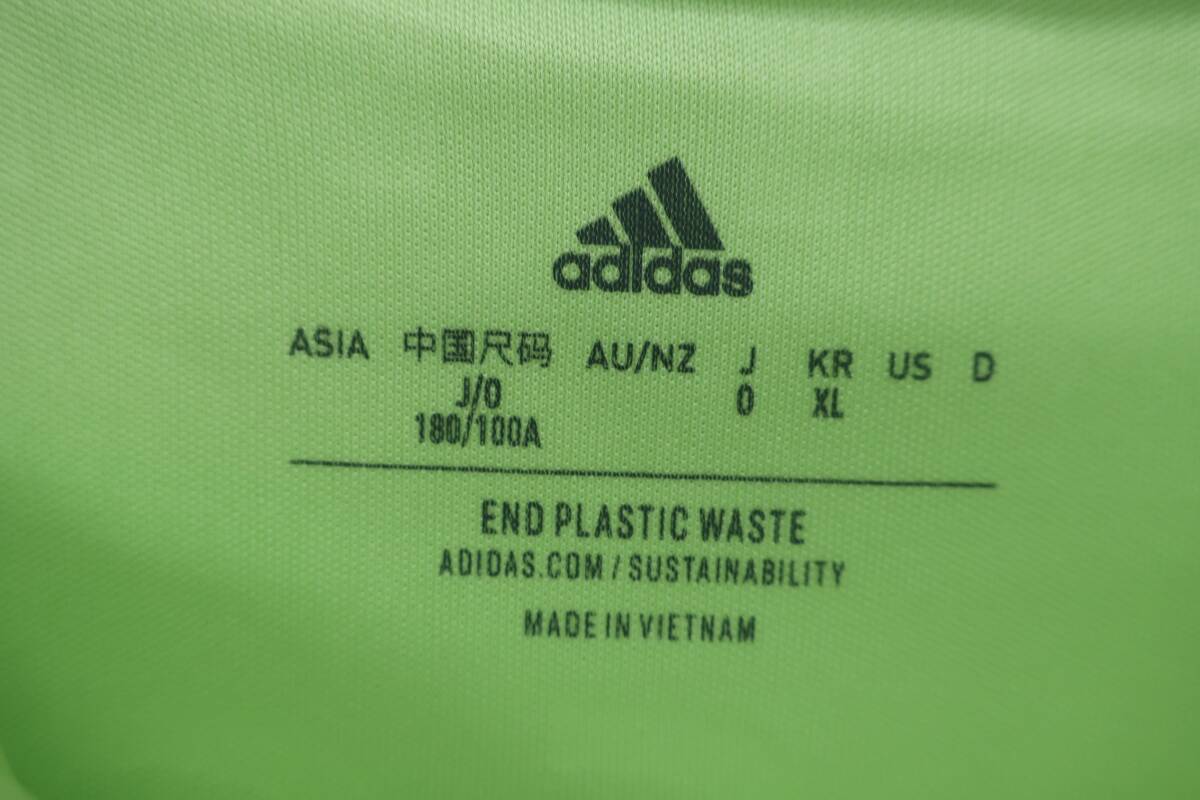 adidas
ASIA 中国尺码 AU/NZ J KR US D
J/O O XL
180/100A
END PLASTIC WASTE
ADIDAS.COM / SUSTAINABILITY
MADE IN VIETNAM